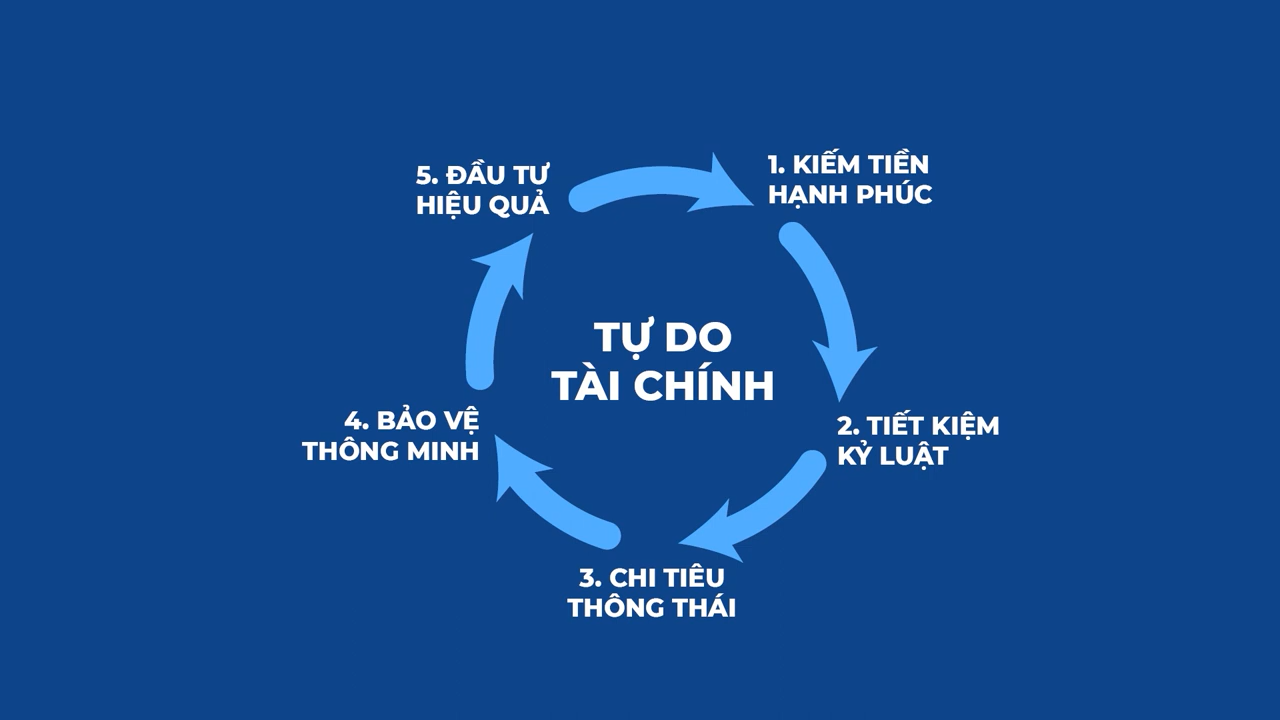 1. KIẾM TIỀN
HẠNH PHÚC
2. TIẾT KIỆM
KỶ LUẬT
3. CHI TIÊU
THÔNG THÁI
4. BẢO VỆ
THÔNG MINH
5. ĐẦU TƯ
HIỆU QUẢ
TỰ DO
TÀI CHÍNH